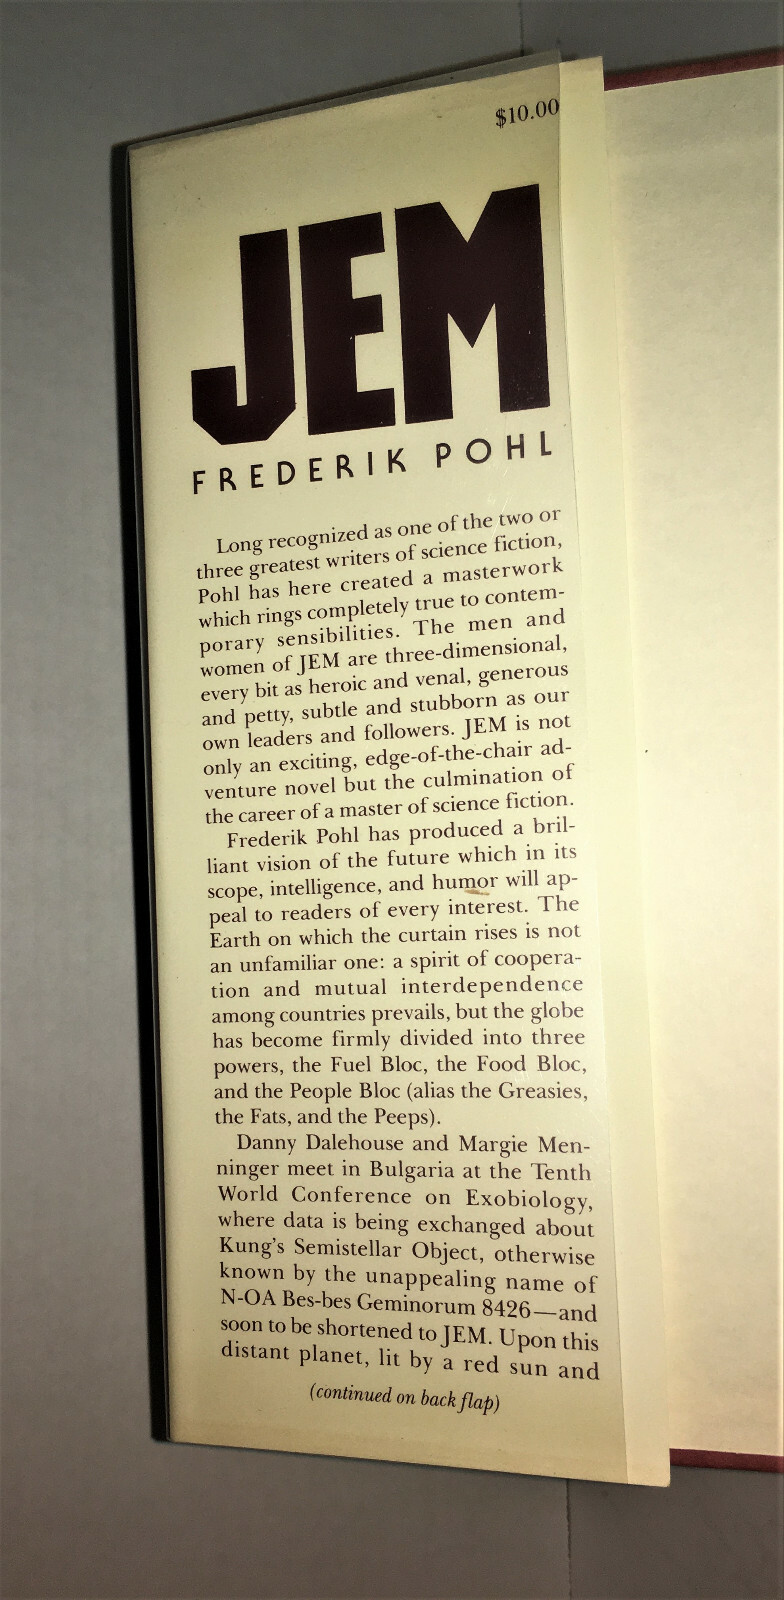 $10.00
JEM
FREDERIK POHL
Long recognized as one of the two or
three greatest writers of science fiction,
Pohl has here created a masterwork
which rings completely true to contem-
porary sensibilities. The men and
women of JEM are three-dimensional,
every bit as heroic and venal, generous
and petty, subtle and stubborn as our
own leaders and followers. JEM is not
only an exciting, edge-of-the-chair ad-
venture novel but the culmination of
the career of a master of science fiction.
Frederik Pohl has produced a bril-
liant vision of the future which in its
scope, intelligence, and humor will ap-
peal to readers of every interest. The
Earth on which the curtain rises is not
an unfamiliar one: a spirit of coopera-
tion and mutual interdependence
among countries prevails, but the globe
has become firmly divided into three
powers, the Fuel Bloc, the Food Bloc,
and the People Bloc (alias the Greasies,
the Fats, and the Peeps).
Danny Dalehouse and Margie Men-
ninger meet in Bulgaria at the Tenth
World Conference on Exobiology,
where data is being exchanged about
Kung's Semistellar Object, otherwise
known by the unappealing name of
N-OA Bes-bes Geminorum 8426—and
soon to be shortened to JEM. Upon this
distant planet, lit by a red sun and
(continued on back flap)